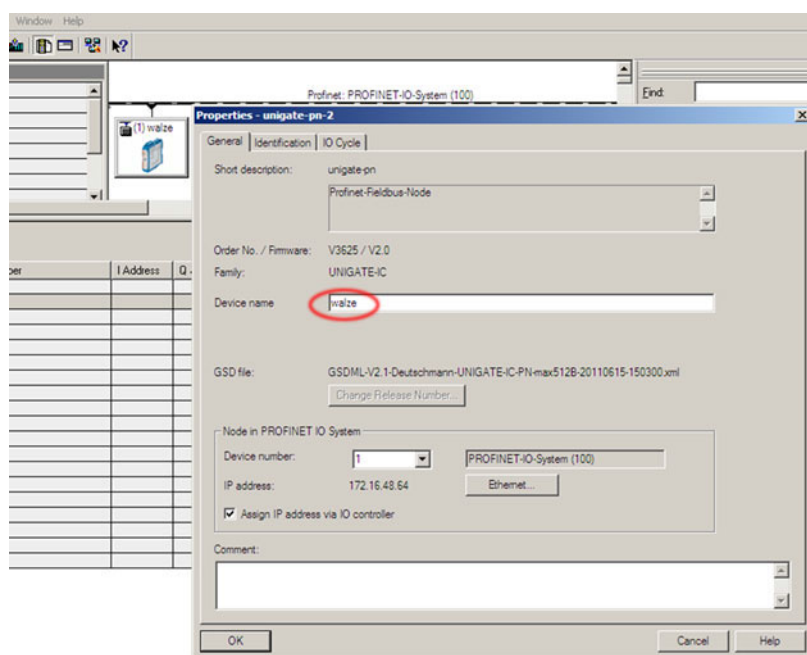 Window Help
Profinet: PROFINET-IO-System (100)
Find:
(1) walze
Properties - unigate-pn-2
General Identification IO Cycle
Short description: unigate-pn
Profinet-Fieldbus-Node
Order No. / Firmware: V3625 / V2.0
Family: UNIGATE-IC
Device name walze
GSD file: GSDML-V2.1-Deutschmann-UNIGATE-IC-PN-max512B-20110615-150300.xml
Change Release Number...
Node in PROFINET IO System
Device number: 1 PROFINET-IO-System (100)
IP address: 172.16.48.64 Ethernet...
Assign IP address via IO controller
Comment:
OK Cancel Help
I Address Q